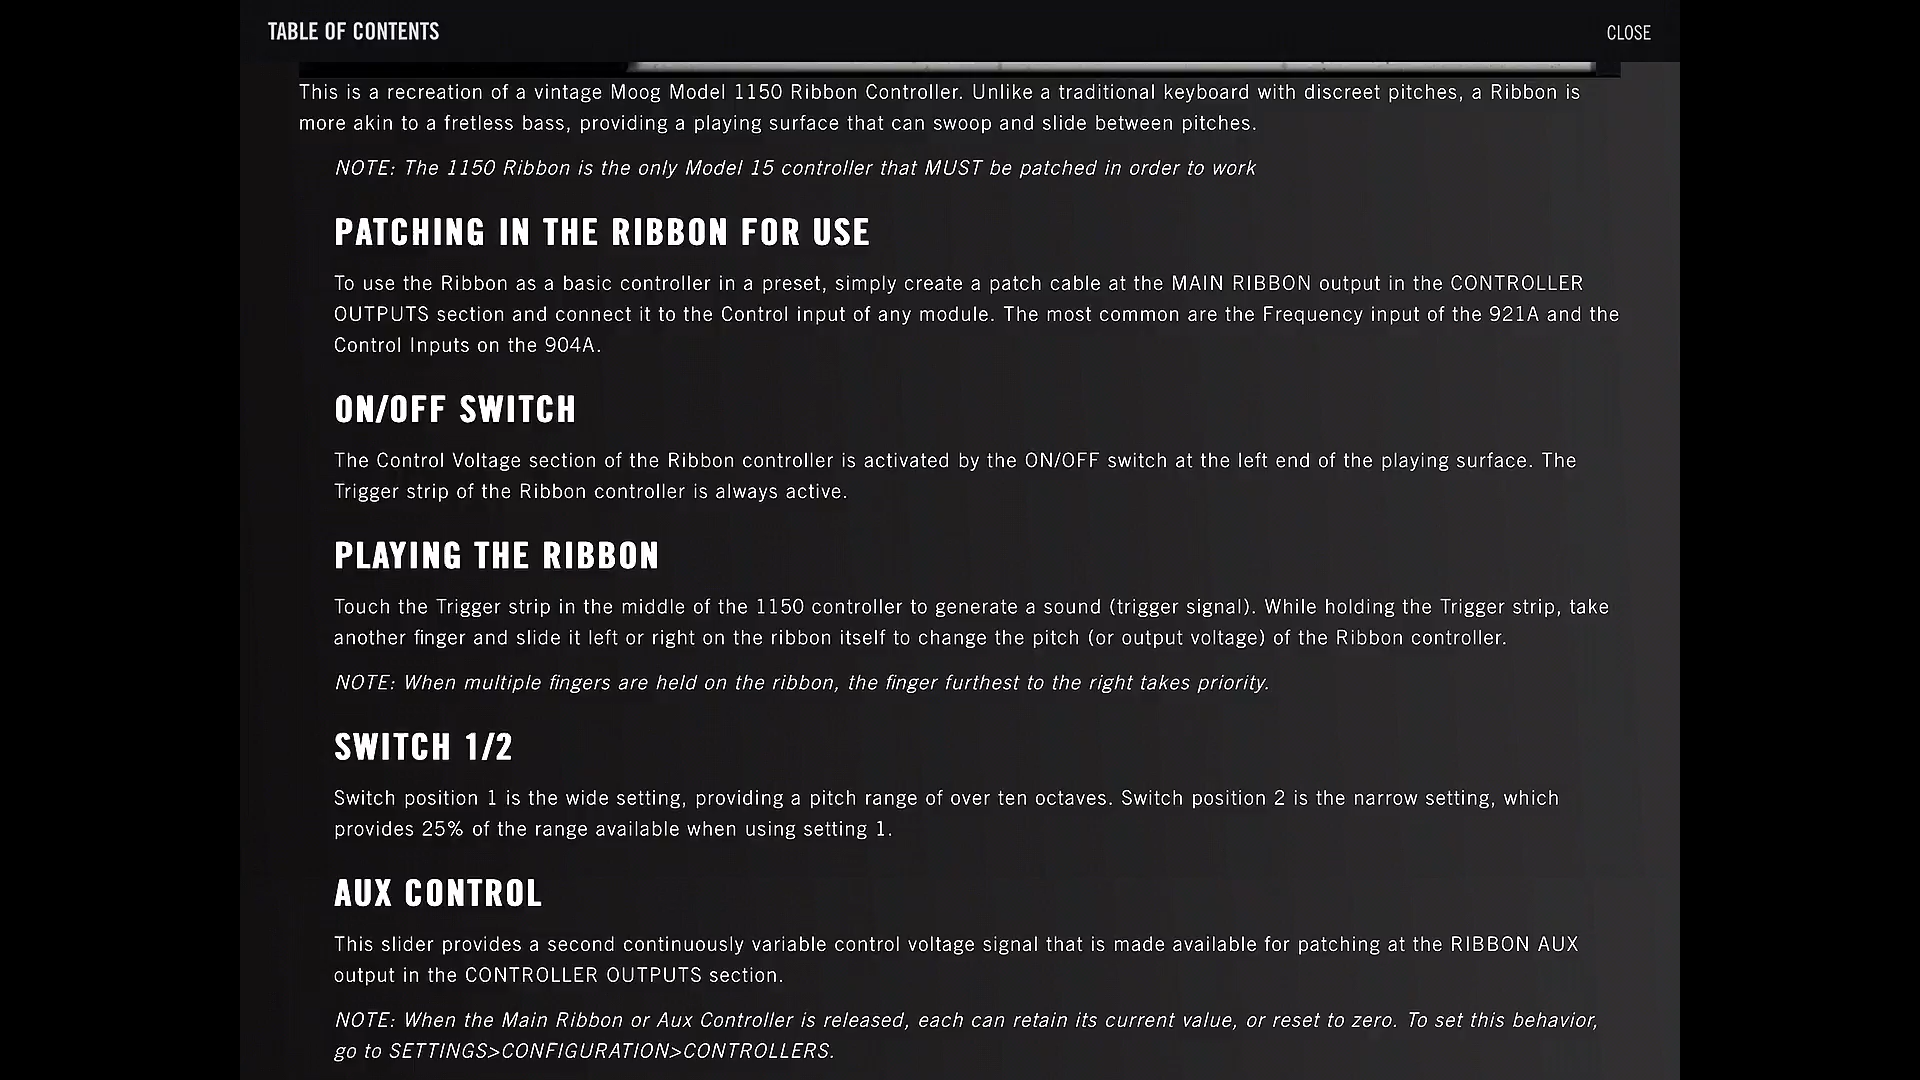 TABLE OF CONTENTS
CLOSE
This is a recreation of a vintage Moog Model 1150 Ribbon Controller. Unlike a traditional keyboard with discreet pitches, a Ribbon is
more akin to a fretless bass, providing a playing surface that can swoop and slide between pitches.
NOTE: The 1150 Ribbon is the only Model 15 controller that MUST be patched in order to work
PATCHING IN THE RIBBON FOR USE
To use the Ribbon as a basic controller in a preset, simply create a patch cable at the MAIN RIBBON output in the CONTROLLER
OUTPUTS section and connect it to the Control input of any module. The most common are the Frequency input of the 921A and the
Control Inputs on the 904A.
ON/OFF SWITCH
The Control Voltage section of the Ribbon controller is activated by the ON/OFF switch at the left end of the playing surface. The
Trigger strip of the Ribbon controller is always active.
PLAYING THE RIBBON
Touch the Trigger strip in the middle of the 1150 controller to generate a sound (trigger signal). While holding the Trigger strip, take
another finger and slide it left or right on the ribbon itself to change the pitch (or output voltage) of the Ribbon controller.
NOTE: When multiple fingers are held on the ribbon, the finger furthest to the right takes priority.
SWITCH 1/2
Switch position 1 is the wide setting, providing a pitch range of over ten octaves. Switch position 2 is the narrow setting, which
provides 25% of the range available when using setting 1.
AUX CONTROL
This slider provides a second continuously variable control voltage signal that is made available for patching at the RIBBON AUX
output in the CONTROLLER OUTPUTS section.
NOTE: When the Main Ribbon or Aux Controller is released, each can retain its current value, or reset to zero. To set this behavior,
go to SETTINGS>CONFIGURATION>CONTROLLERS.